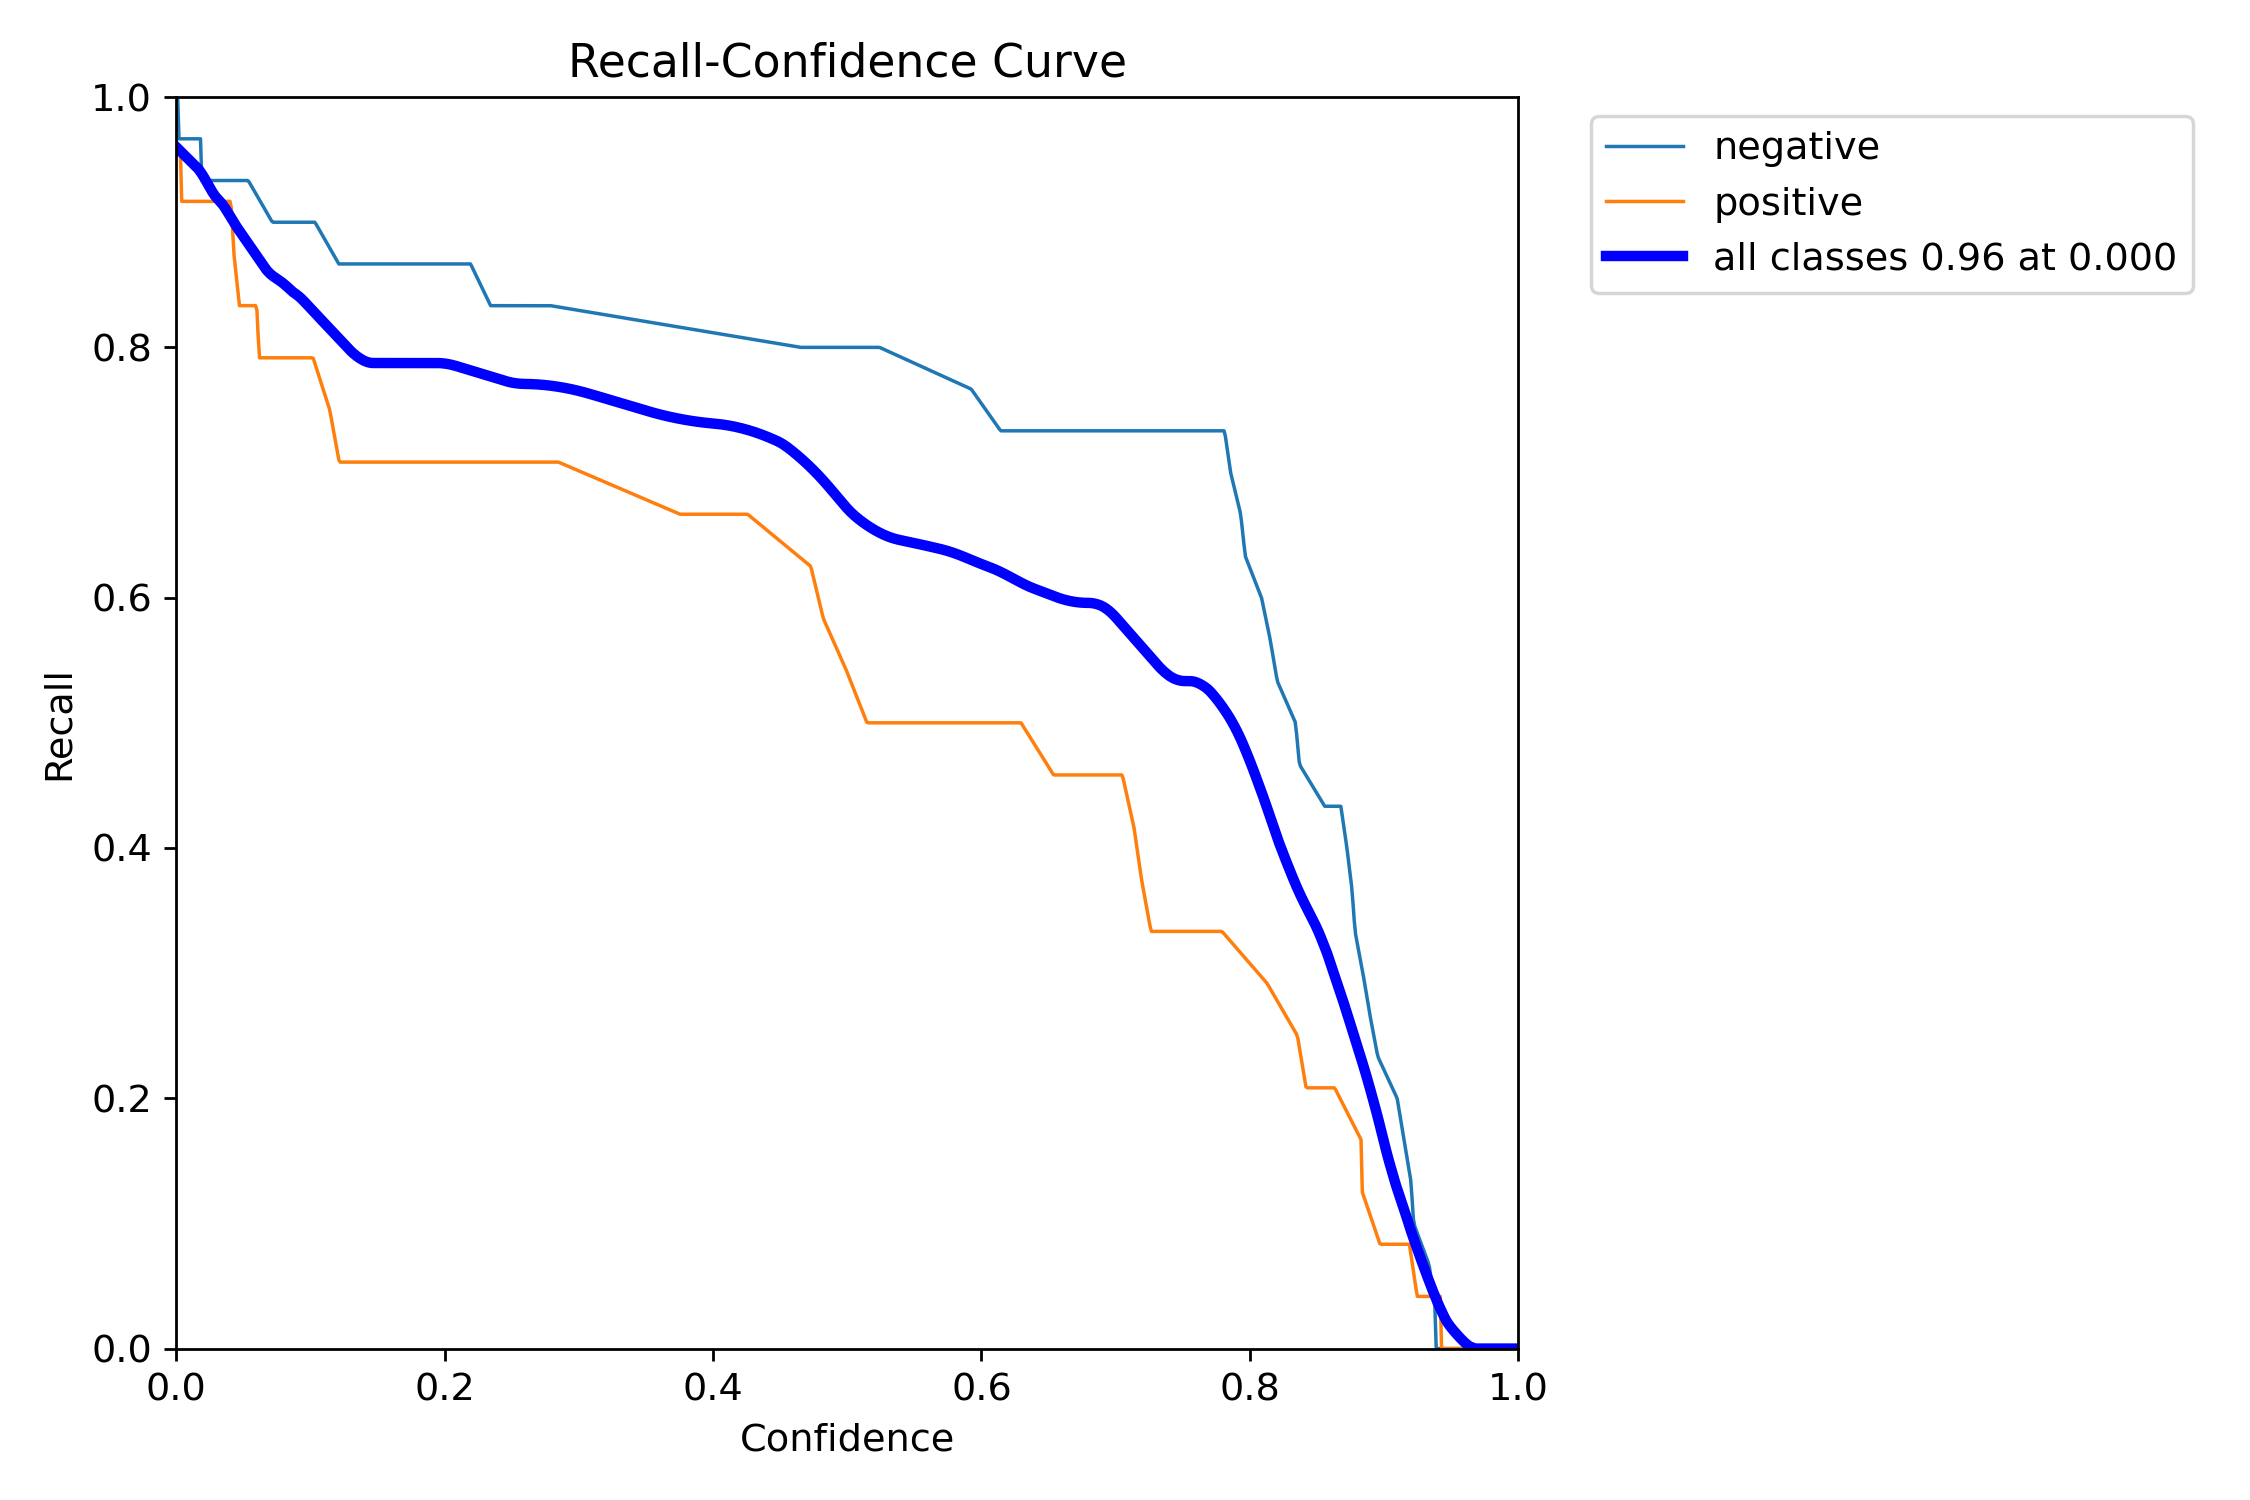 Recall-Confidence Curve
1.0
0.8
0.6
0.4
0.2
0.0
Recall
0.0 0.2 0.4 0.6 0.8 1.0
Confidence
negative
positive
all classes 0.96 at 0.000